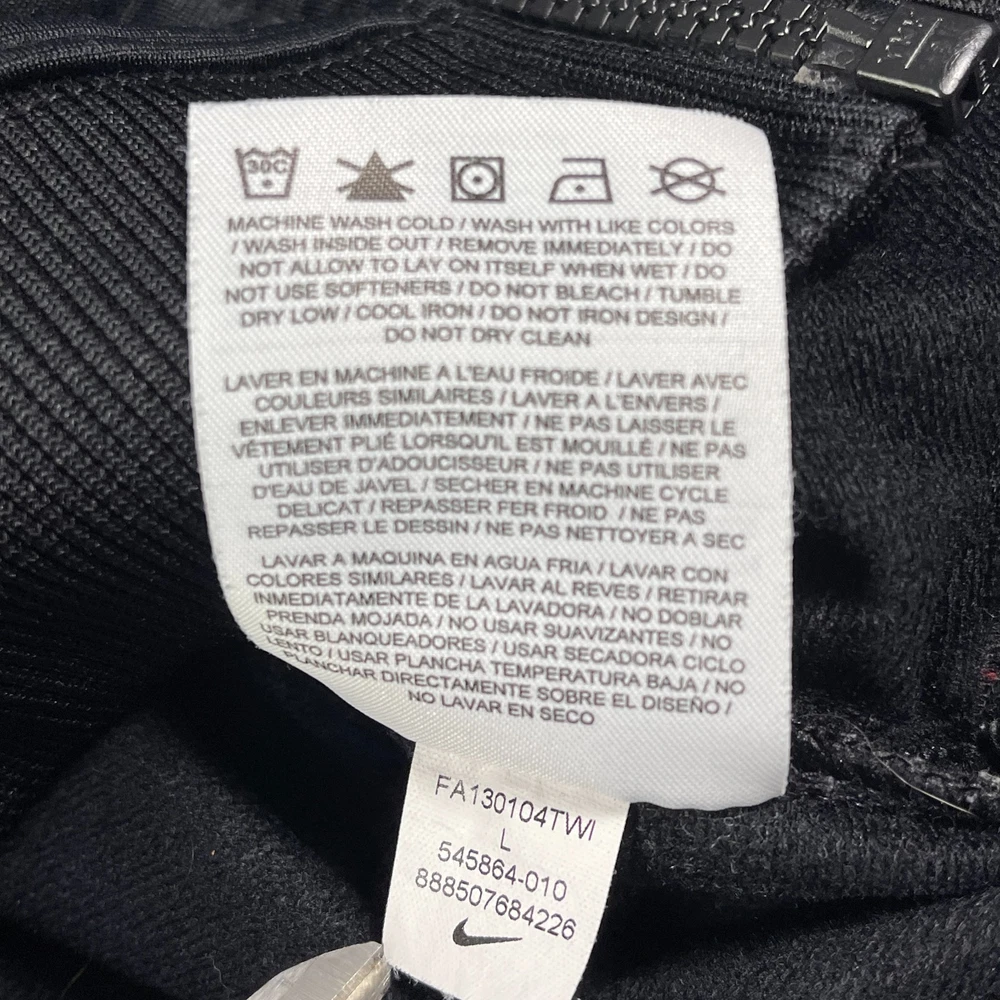 30C
MACHINE WASH COLD / WASH WITH LIKE COLORS
/ WASH INSIDE OUT / REMOVE IMMEDIATELY / DO
NOT ALLOW TO LAY ON ITSELF WHEN WET / DO
NOT USE SOFTENERS / DO NOT BLEACH / TUMBLE
DRY LOW / COOL IRON / DO NOT IRON DESIGN /
DO NOT DRY CLEAN
LAVER EN MACHINE A L'EAU FROIDE / LAVER AVEC
COULEURS SIMILAIRES / LAVER A L'ENVERS /
ENLEVER IMMEDIATEMENT / NE PAS LAISSER LE
VÊTEMENT PLIÉ LORSQU'IL EST MOUILLÉ / NE PAS
UTILISER D'ADOUCISSEUR / NE PAS UTILISER
D'EAU DE JAVEL / SECHER EN MACHINE CYCLE
DELICAT / REPASSER FER FROID / NE PAS
REPASSER LE DESSIN / NE PAS NETTOYER A SEC
LAVAR A MAQUINA EN AGUA FRIA / LAVAR CON
COLORES SIMILARES / LAVAR AL REVES / RETIRAR
INMEDIATAMENTE DE LA LAVADORA / NO DOBLAR
PRENDA MOJADA / NO USAR SUAVIZANTES / NO
USAR BLANQUEADORES / USAR SECADORA CICLO
LENTO / USAR PLANCHA TEMPERATURA BAJA / NO
PLANCHAR DIRECTAMENTE SOBRE EL DISEÑO /
NO LAVAR EN SECO
FA130104TWI
L
545864-010
888507684226